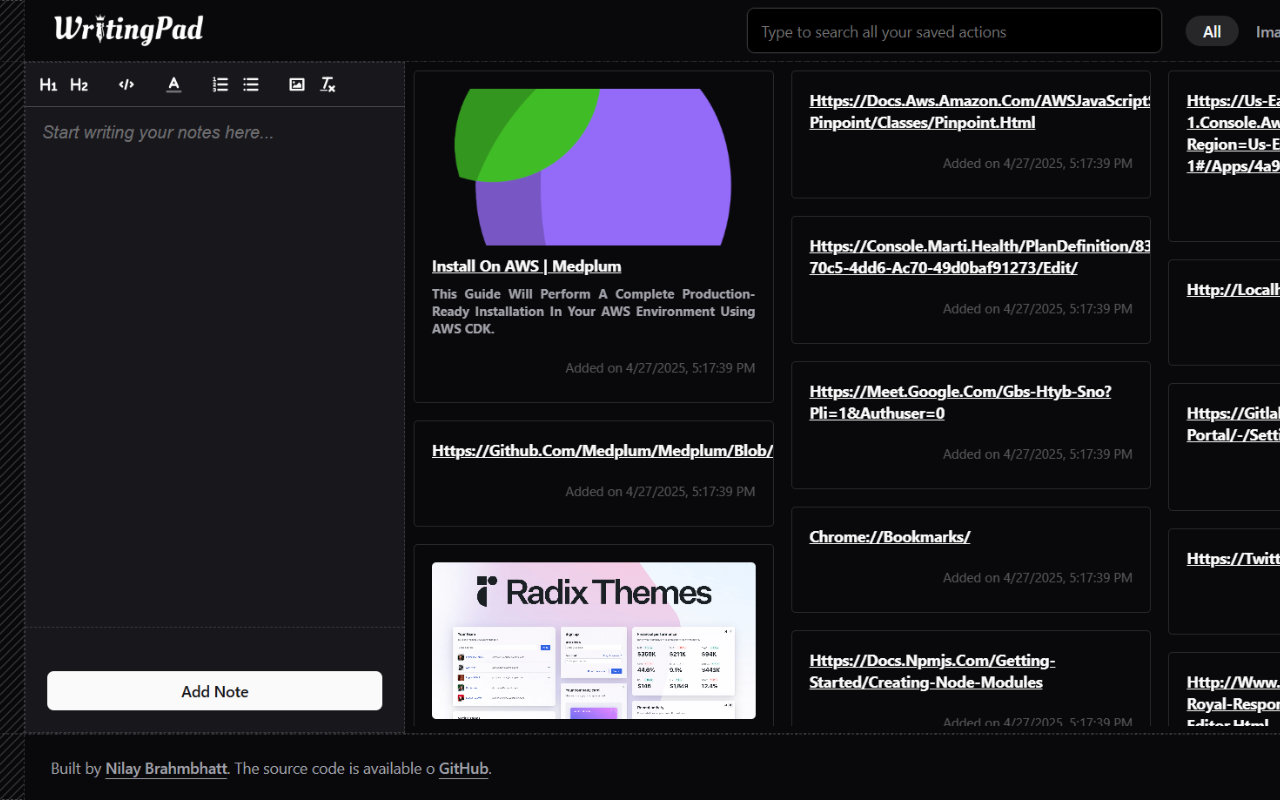 WritingPad
Type to search all your saved actions
All
Ima
H1 H2
Start writing your notes here...
Add Note
Install On AWS | Medplum
This Guide Will Perform A Complete Production-
Ready Installation In Your AWS Environment Using
AWS CDK.
Added on 4/27/2025, 5:17:39 PM
Https://Github.Com/Medplum/Medplum/Blob/
Added on 4/27/2025, 5:17:39 PM
Radix Themes
Https://Docs.Aws.Amazon.Com/AWSJavaScriptS
Pinpoint/Classes/Pinpoint.Html
Added on 4/27/2025, 5:17:39 PM
Https://Console.Marti.Health/PlanDefinition/83
70c5-4dd6-Ac70-49d0baf91273/Edit/
Added on 4/27/2025, 5:17:39 PM
Https://Meet.Google.Com/Gbs-Htyb-Sno?
Pli=1&Authuser=0
Added on 4/27/2025, 5:17:39 PM
Chrome://Bookmarks/
Added on 4/27/2025, 5:17:39 PM
Https://Docs.Npmjs.Com/Getting-
Started/Creating-Node-Modules
Added on 4/27/2025, 5:17:39 PM
Https://Us-Ea
1.Console.Aw
Region=Us-E
1#/Apps/4a9
Http://Localh
Https://Gitlab
Portal/-/Setti
Https://Twitt
Http://Www.
Royal-Respon
Editor.Html
Built by Nilay Brahmbhatt. The source code is available o GitHub.